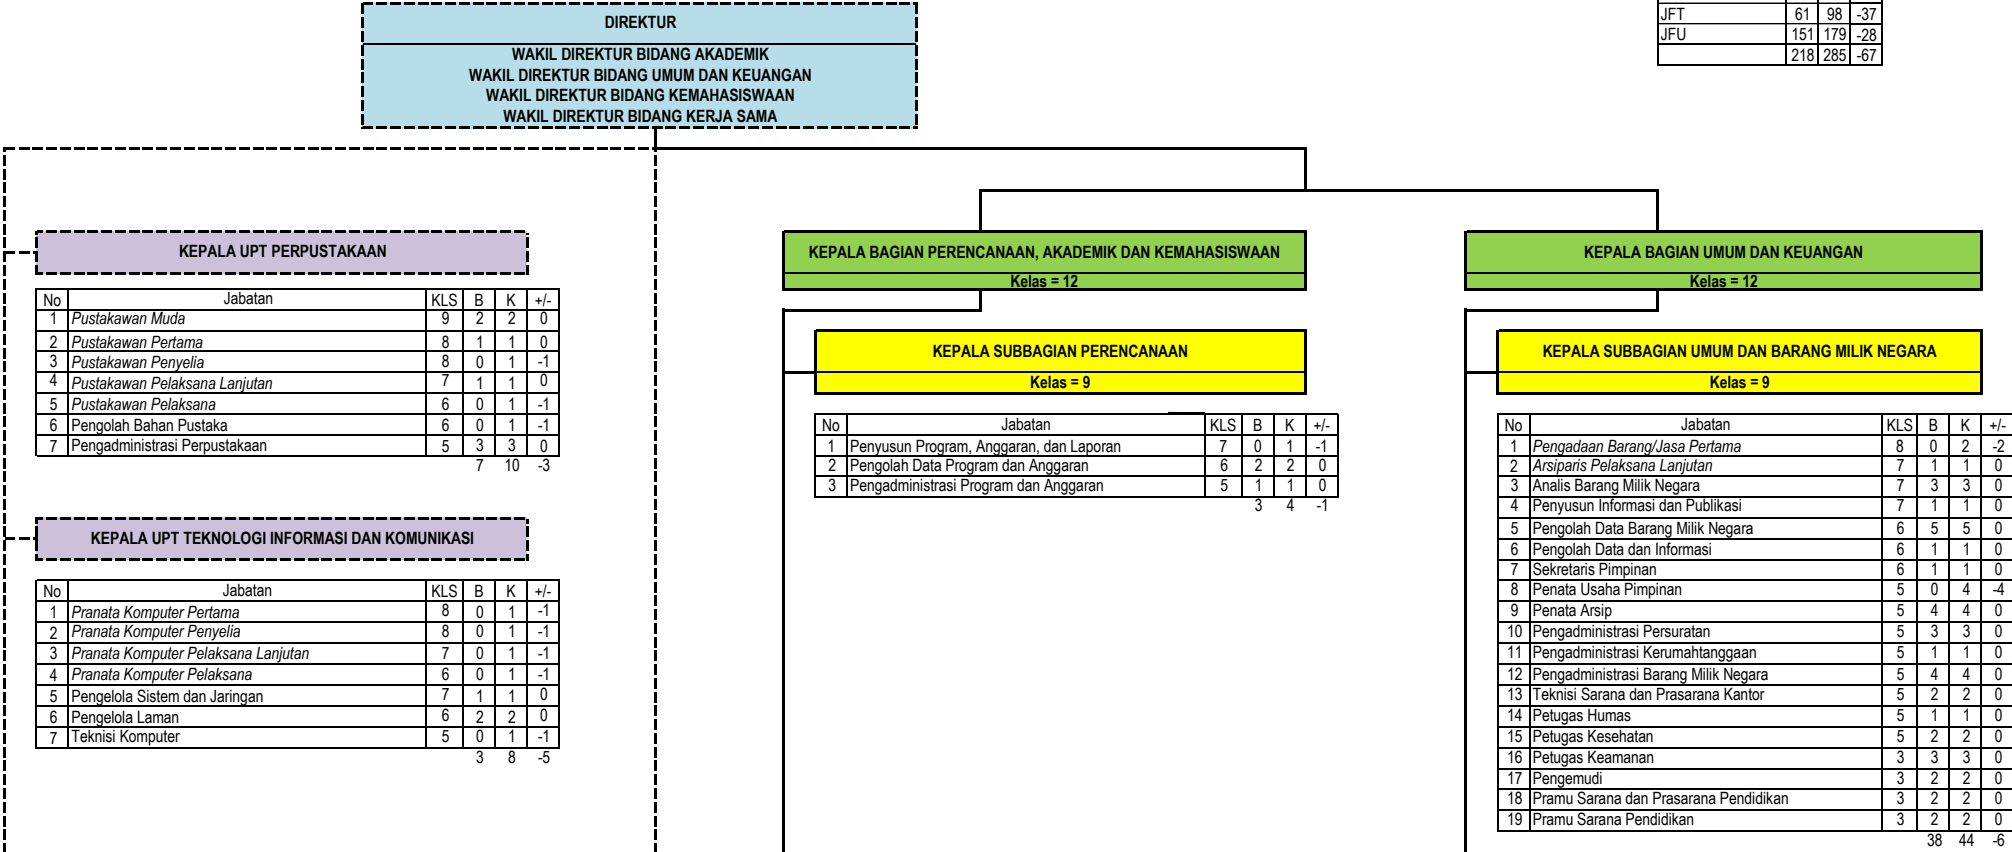 DIREKTUR
WAKIL DIREKTUR BIDANG AKADEMIK
WAKIL DIREKTUR BIDANG UMUM DAN KEUANGAN
WAKIL DIREKTUR BIDANG KEMAHASISWAAN
WAKIL DIREKTUR BIDANG KERJA SAMA
JFT 61 98 -37
JFU 151 179 -28
218 285 -67
KEPALA UPT PERPUSTAKAAN
No Jabatan KLS B K +/-
1 Pustakawan Muda 9 2 2 0
2 Pustakawan Pertama 8 1 1 0
3 Pustakawan Penyelia 8 0 1 -1
4 Pustakawan Pelaksana Lanjutan 7 1 1 0
5 Pustakawan Pelaksana 6 0 1 -1
6 Pengolah Bahan Pustaka 6 0 1 -1
7 Pengadministrasi Perpustakaan 5 3 3 0
7 10 -3
KEPALA UPT TEKNOLOGI INFORMASI DAN KOMUNIKASI
No Jabatan KLS B K +/-
1 Pranata Komputer Pertama 8 0 1 -1
2 Pranata Komputer Penyelia 8 0 1 -1
3 Pranata Komputer Pelaksana Lanjutan 7 0 1 -1
4 Pranata Komputer Pelaksana 6 0 1 -1
5 Pengelola Sistem dan Jaringan 7 1 1 0
6 Pengelola Laman 6 2 2 0
7 Teknisi Komputer 5 0 1 -1
3 8 -5
KEPALA BAGIAN PERENCANAAN, AKADEMIK DAN KEMAHASISWAAN
Kelas = 12
KEPALA SUBBAGIAN PERENCANAAN
Kelas = 9
No Jabatan KLS B K +/-
1 Penyusun Program, Anggaran, dan Laporan 7 0 1 -1
2 Pengolah Data Program dan Anggaran 6 2 2 0
3 Pengadministrasi Program dan Anggaran 5 1 1 0
3 4 -1
KEPALA BAGIAN UMUM DAN KEUANGAN
Kelas = 12
KEPALA SUBBAGIAN UMUM DAN BARANG MILIK NEGARA
Kelas = 9
No Jabatan KLS B K +/-
1 Pengadaan Barang/Jasa Pertama 8 0 2 -2
2 Arsiparis Pelaksana Lanjutan 7 1 1 0
3 Analis Barang Milik Negara 7 3 3 0
4 Penyusun Informasi dan Publikasi 7 1 1 0
5 Pengolah Data Barang Milik Negara 6 5 5 0
6 Pengolah Data dan Informasi 6 1 1 0
7 Sekretaris Pimpinan 6 1 1 0
8 Penata Usaha Pimpinan 5 0 4 -4
9 Penata Arsip 5 4 4 0
10 Pengadministrasi Persuratan 5 3 3 0
11 Pengadministrasi Kerumahtanggaan 5 1 1 0
12 Pengadministrasi Barang Milik Negara 5 4 4 0
13 Teknisi Sarana dan Prasarana Kantor 5 2 2 0
14 Petugas Humas 5 1 1 0
15 Petugas Kesehatan 5 2 2 0
16 Petugas Keamanan 3 3 3 0
17 Pengemudi 3 2 2 0
18 Pramu Sarana dan Prasarana Pendidikan 3 2 2 0
19 Pramu Sarana Pendidikan 3 2 2 0
38 44 -6